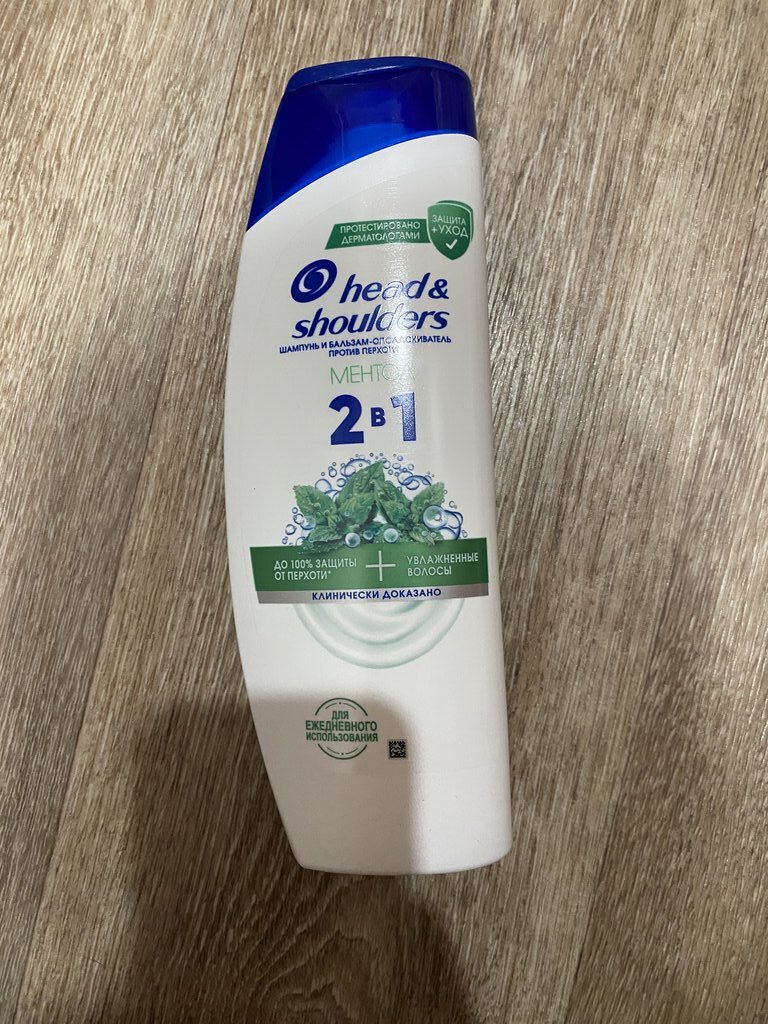 ПРОТЕСТИРОВАНО
ДЕРМАТОЛОГАМИ
ЗАЩИТА
+УХОД
head &
shoulders
ШАМПУНЬ И БАЛЬЗАМ-ОПОЛАСКИВАТЕЛЬ
ПРОТИВ ПЕРХОТИ
МЕНТОЛ
2 В 1
ДО 100% ЗАЩИТЫ
ОТ ПЕРХОТИ*
+
УВЛАЖНЕННЫЕ
ВОЛОСЫ
КЛИНИЧЕСКИ ДОКАЗАНО
ДЛЯ
ЕЖЕДНЕВНОГО
ИСПОЛЬЗОВАНИЯ